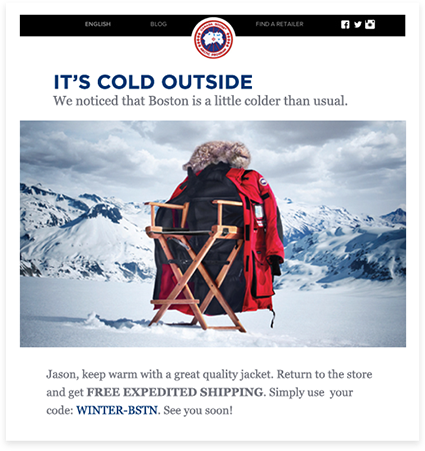 ENGLISH BLOG FIND A RETAILER
IT'S COLD OUTSIDE
We noticed that Boston is a little colder than usual.
Jason, keep warm with a great quality jacket. Return to the store
and get FREE EXPEDITED SHIPPING. Simply use your
code: WINTER-BSTN. See you soon!